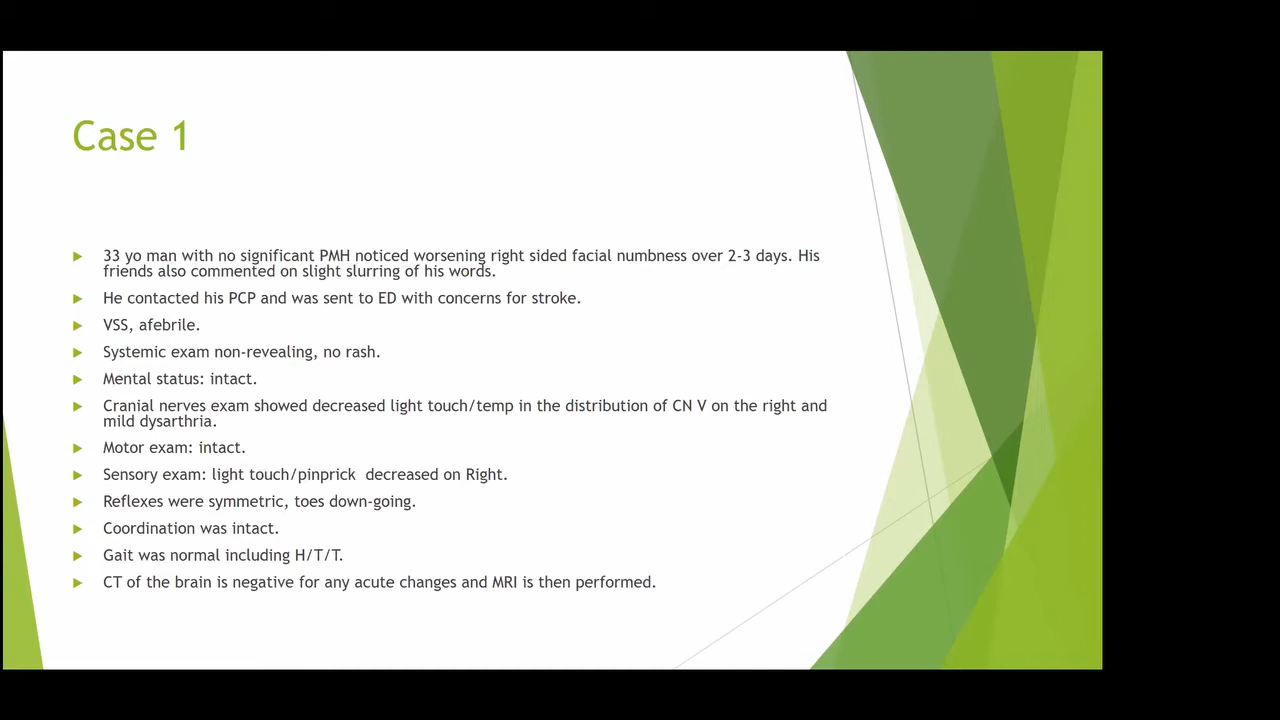 Case 1
33 yo man with no significant PMH noticed worsening right sided facial numbness over 2-3 days. His
friends also commented on slight slurring of his words.
He contacted his PCP and was sent to ED with concerns for stroke.
VSS, afebrile.
Systemic exam non-revealing, no rash.
Mental status: intact.
Cranial nerves exam showed decreased light touch/temp in the distribution of CN V on the right and
mild dysarthria.
Motor exam: intact.
Sensory exam: light touch/pinprick  decreased on Right.
Reflexes were symmetric, toes down-going.
Coordination was intact.
Gait was normal including H/T/T.
CT of the brain is negative for any acute changes and MRI is then performed.